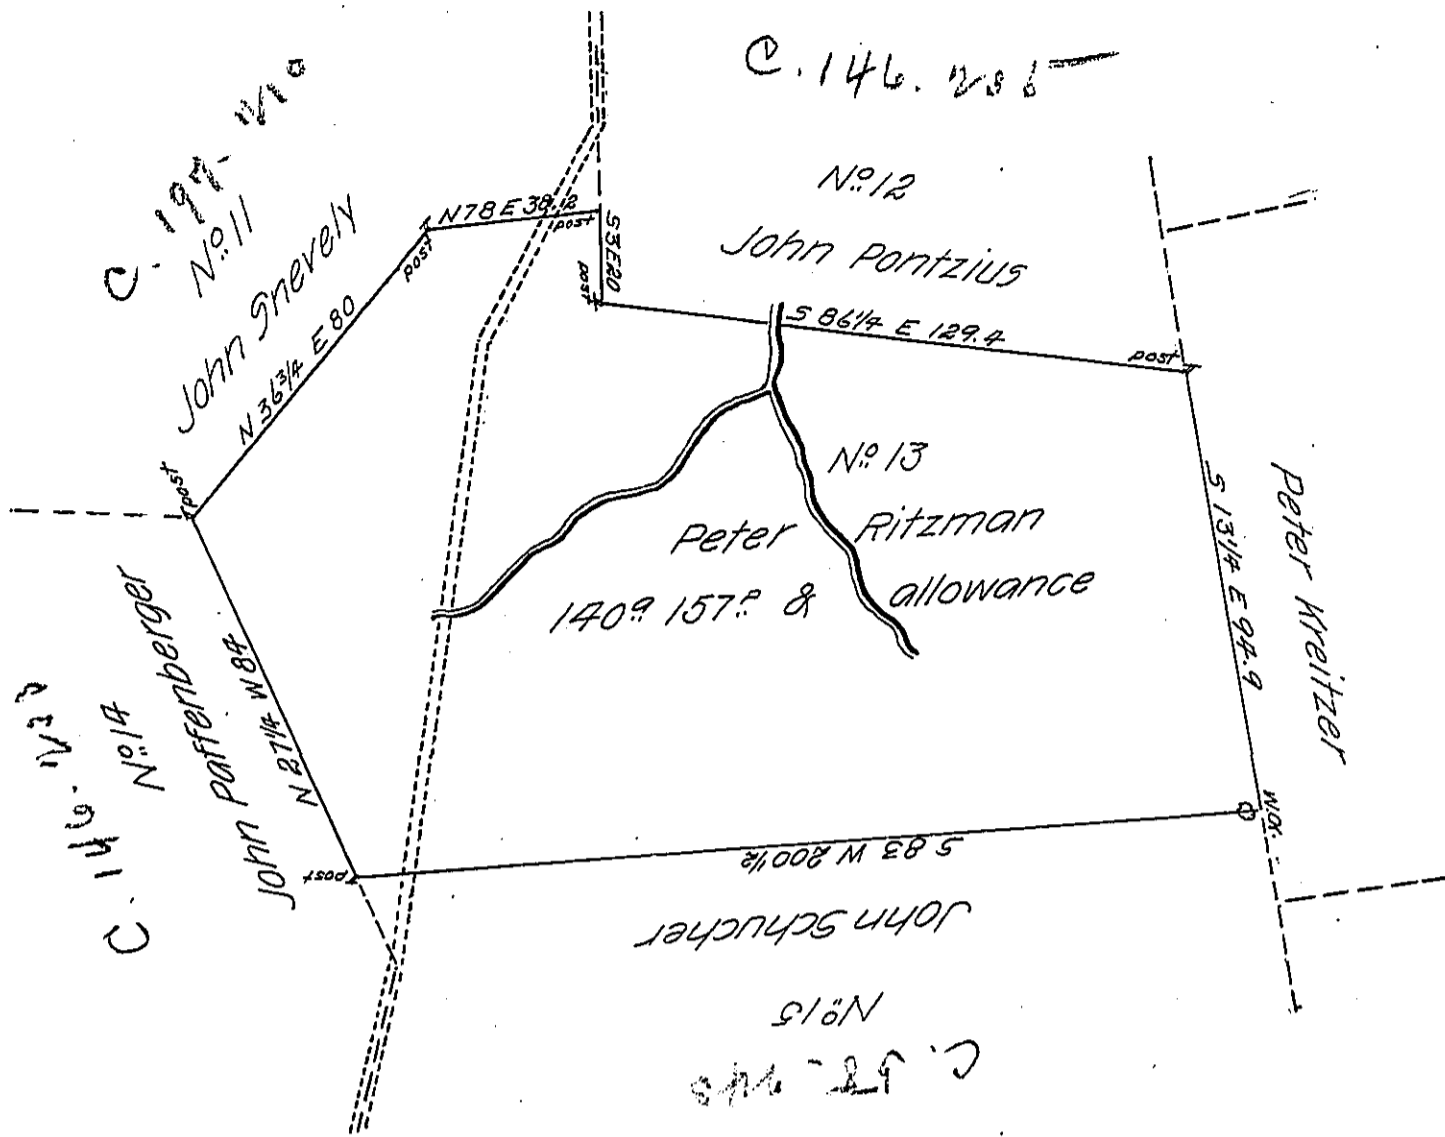 C. 146.
Nº 12
John Pontzius
C. 197-
Nº 11
John Gnevely
N 78 E 38.12
post
post
S 3 E 20
post
S 86 1/4 E 129.4
post
N 36 3/4 E 80
post
Nº 13
Peter Ritzman
140ª 157ᵖ & allowance
S 13 1/4 E 94.9
Peter Kreitzer
C. 146.
Nº 14
John Paffenberger
N 27 1/4 W 84
post
W.O.
S 83 W 200 1/2
John Schucher
Nº 15